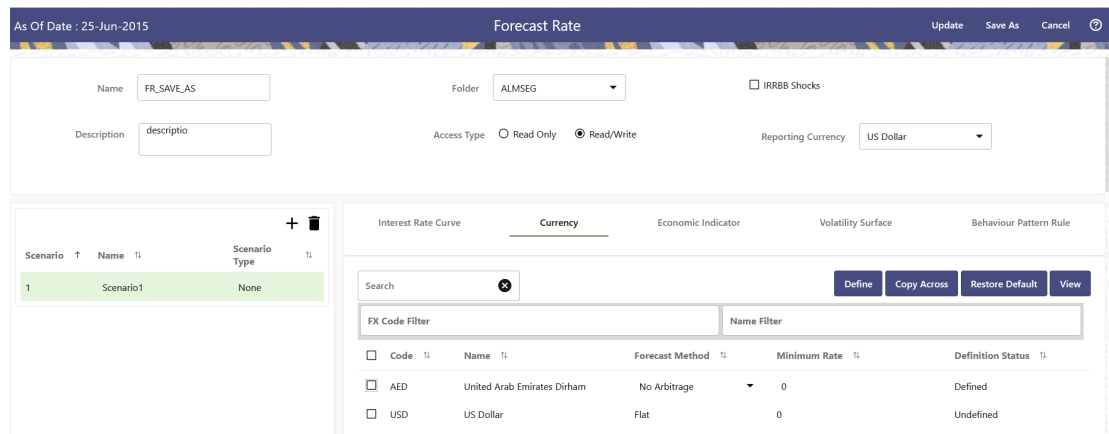 As Of Date : 25-Jun-2015 Forecast Rate Update Save As Cancel ?
Name FR_SAVE_AS Folder ALMSEG IRRBB Shocks
Description descriptio Access Type Read Only Read/Write Reporting Currency US Dollar
Interest Rate Curve Currency Economic Indicator Volatility Surface Behaviour Pattern Rule
Scenario Name Scenario Type
1 Scenario1 None
Search Define Copy Across Restore Default View
FX Code Filter Name Filter
Code Name Forecast Method Minimum Rate Definition Status
AED United Arab Emirates Dirham No Arbitrage 0 Defined
USD US Dollar Flat 0 Undefined